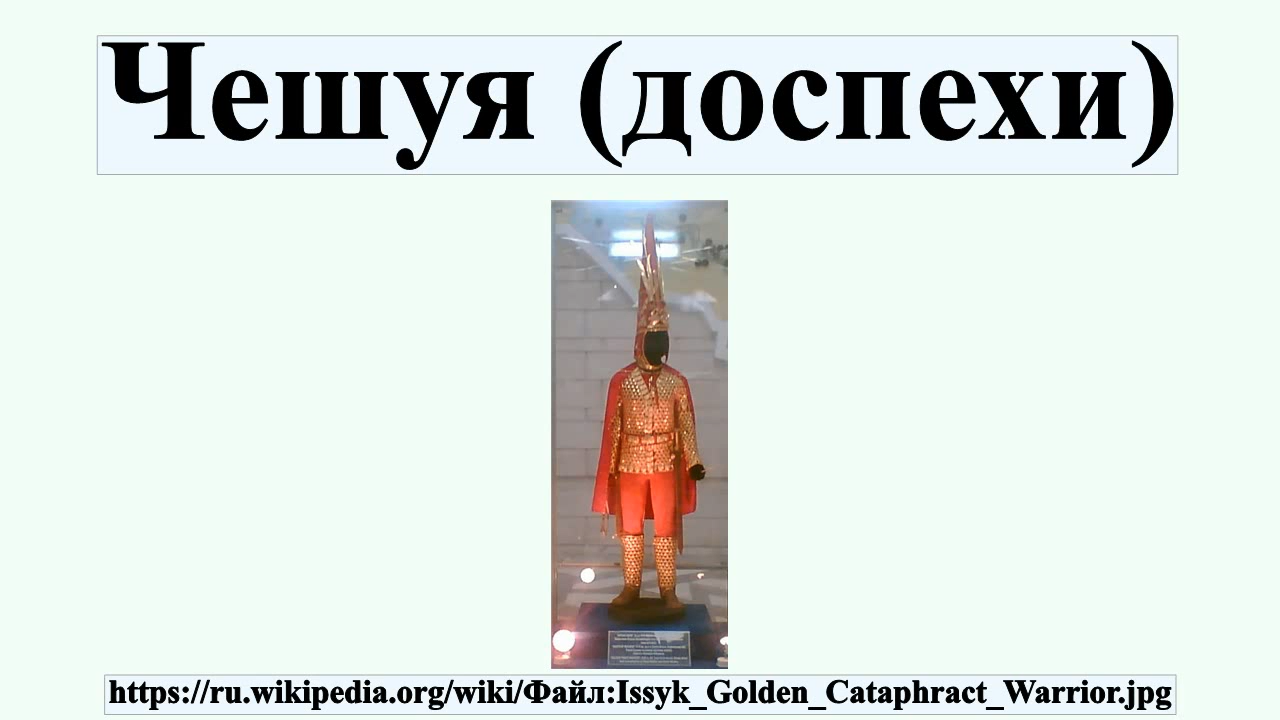 Чешуя (доспехи)
https://ru.wikipedia.org/wiki/Файл:Issyk_Golden_Cataphract_Warrior.jpg